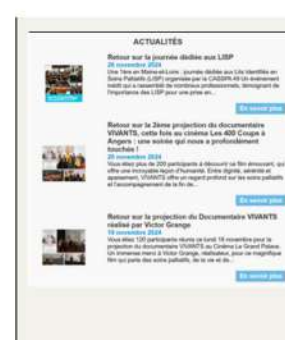 ACTUALITÉS
Retour sur la journée dédiée aux LISP
26 novembre 2024
Une 1ère en Maine-et-Loire : journée dédiée aux Lits Identifiés en
Soins Palliatifs (LISP) organisée par la CASSPA 49 Un événement
inédit qui a rassemblé de nombreux professionnels, témoignant de
l'importance des LISP pour une prise en...
En savoir plus
Retour sur la 2ème projection du documentaire
VIVANTS, cette fois au cinéma Les 400 Coups à
Angers : une soirée qui nous a profondément
touchés !
25 novembre 2024
Vous étiez plus de 200 participants à découvrir ce film émouvant, qui
offre une incroyable leçon d'humanité. Entre dignité, sérénité et
apaisement, VIVANTS offre un regard profond sur les soins palliatifs
et l'accompagnement de la fin de...
En savoir plus
Retour sur la projection du Documentaire VIVANTS
réalisé par Victor Grange
19 novembre 2024
Vous étiez 120 participants réunis ce lundi 18 novembre pour la
projection du documentaire VIVANTS au Cinéma Le Grand Palace.
Un immense merci à Victor Grange, réalisateur, pour ce magnifique
film qui parle des soins palliatifs, de la vie et de...
En savoir plus